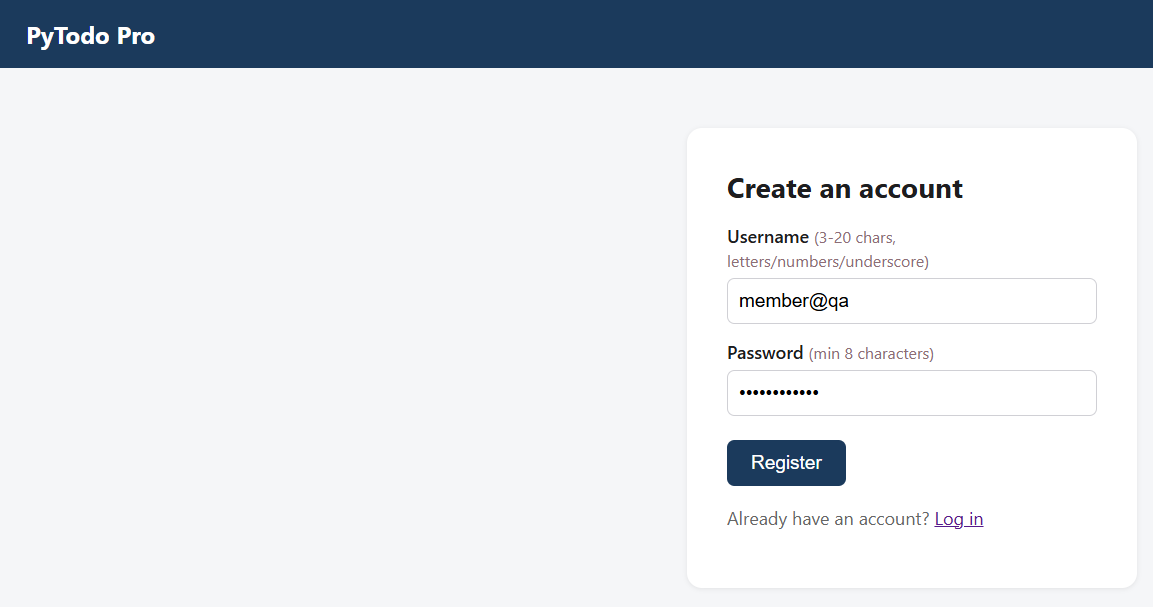 PyTodo Pro
Create an account
Username (3-20 chars,
letters/numbers/underscore)
member@qa
Password (min 8 characters)
••••••••••••
Register
Already have an account? Log in